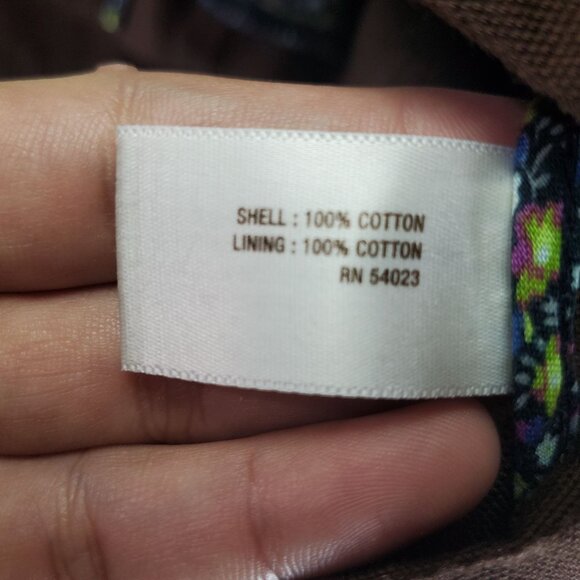 SHELL : 100% COTTON
LINING : 100% COTTON
RN 54023